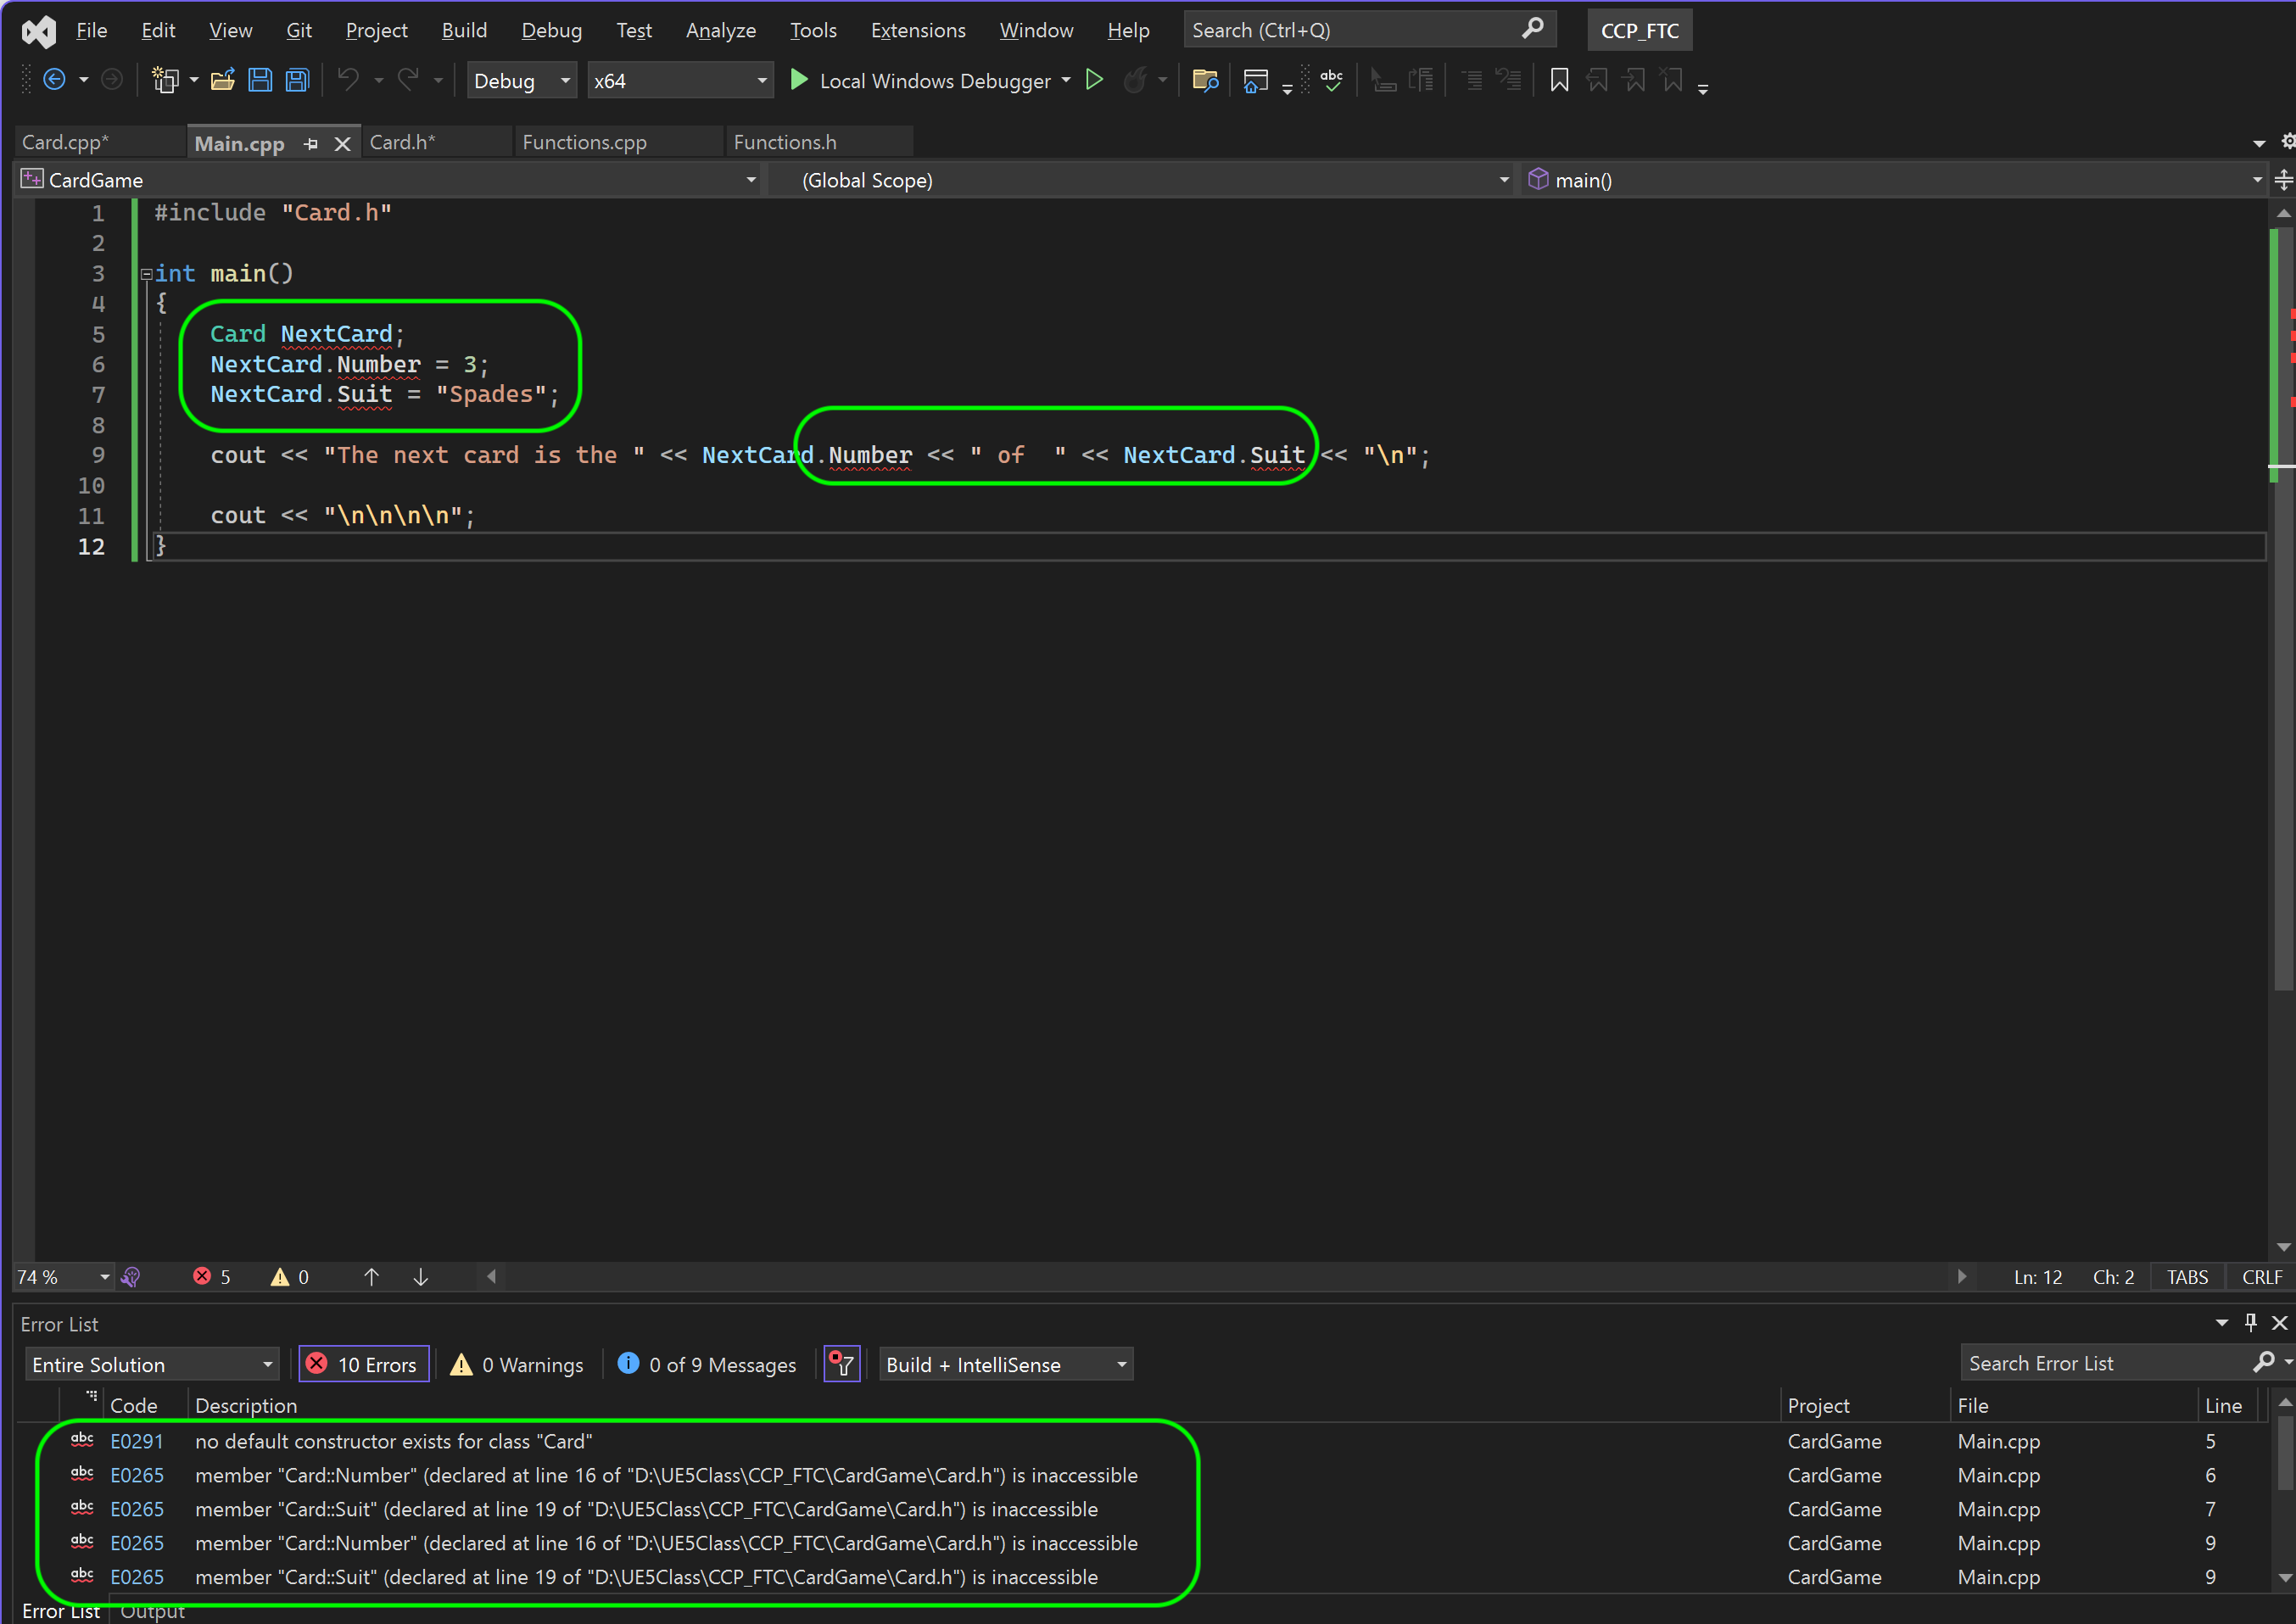 File Edit View Git Project Build Debug Test Analyze Tools Extensions Window Help Search (Ctrl+Q) CCP_FTC
Debug x64 Local Windows Debugger abc
Card.cpp* Main.cpp Card.h* Functions.cpp Functions.h
CardGame (Global Scope) main()
1 #include "Card.h"
2
3 int main()
4 {
5 Card NextCard;
6 NextCard.Number = 3;
7 NextCard.Suit = "Spades";
8
9 cout << "The next card is the " << NextCard.Number << " of  " << NextCard.Suit << "\n";
10
11 cout << "\n\n\n\n";
12 }
74 % 5 0 Ln: 12 Ch: 2 TABS CRLF
Error List
Entire Solution 10 Errors 0 Warnings 0 of 9 Messages Build + IntelliSense Search Error List
Code Description Project File Line
abc E0291 no default constructor exists for class "Card" CardGame Main.cpp 5
abc E0265 member "Card::Number" (declared at line 16 of "D:\UE5Class\CCP_FTC\CardGame\Card.h") is inaccessible CardGame Main.cpp 6
abc E0265 member "Card::Suit" (declared at line 19 of "D:\UE5Class\CCP_FTC\CardGame\Card.h") is inaccessible CardGame Main.cpp 7
abc E0265 member "Card::Number" (declared at line 16 of "D:\UE5Class\CCP_FTC\CardGame\Card.h") is inaccessible CardGame Main.cpp 9
abc E0265 member "Card::Suit" (declared at line 19 of "D:\UE5Class\CCP_FTC\CardGame\Card.h") is inaccessible CardGame Main.cpp 9
Error List Output